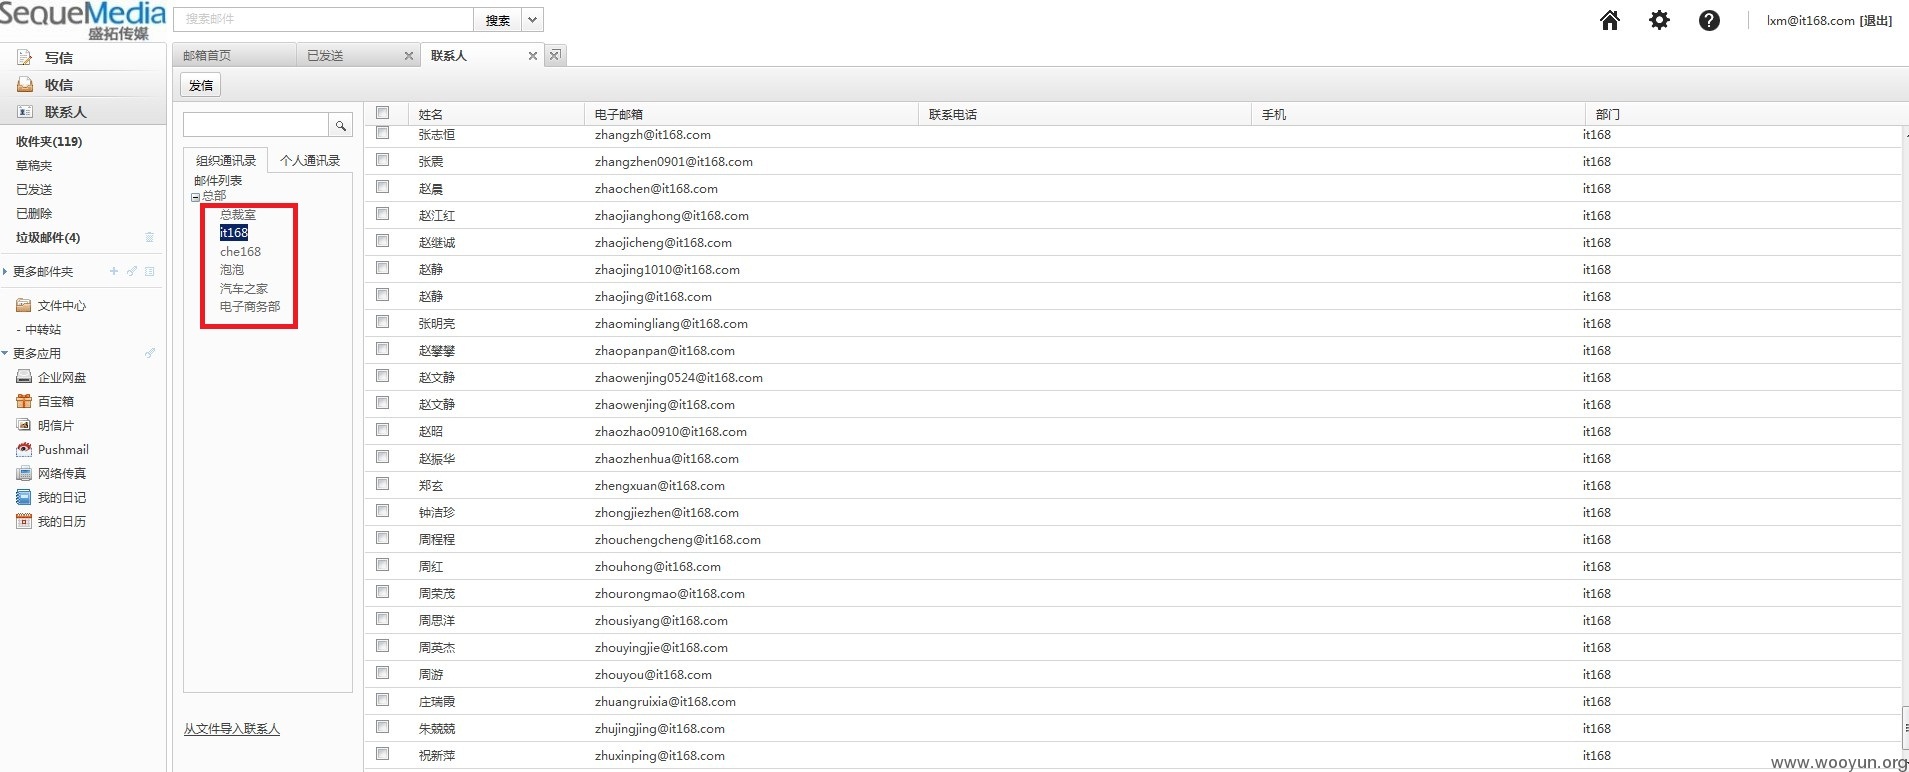 SequeMedia
盛拓传媒
搜索邮件
搜索
lxm@it168.com [退出]
写信
收信
联系人
收件夹(119)
草稿夹
已发送
已删除
垃圾邮件(4)
更多邮件夹
文件中心
- 中转站
更多应用
企业网盘
百宝箱
明信片
Pushmail
网络传真
我的日记
我的日历
邮箱首页
已发送
联系人
发信
组织通讯录
个人通讯录
邮件列表
总部
总裁室
it168
che168
泡泡
汽车之家
电子商务部
从文件导入联系人
姓名 电子邮箱 联系电话 手机 部门
张志恒 zhangzh@it168.com it168
张震 zhangzhen0901@it168.com it168
赵晨 zhaochen@it168.com it168
赵江红 zhaojianghong@it168.com it168
赵继诚 zhaojicheng@it168.com it168
赵静 zhaojing1010@it168.com it168
赵静 zhaojing@it168.com it168
张明亮 zhaomingliang@it168.com it168
赵攀攀 zhaopanpan@it168.com it168
赵文静 zhaowenjing0524@it168.com it168
赵文静 zhaowenjing@it168.com it168
赵昭 zhaozhao0910@it168.com it168
赵振华 zhaozhenhua@it168.com it168
郑玄 zhengxuan@it168.com it168
钟洁珍 zhongjiezhen@it168.com it168
周程程 zhouchengcheng@it168.com it168
周红 zhouhong@it168.com it168
周荣茂 zhourongmao@it168.com it168
周思洋 zhousiyang@it168.com it168
周英杰 zhouyingjie@it168.com it168
周游 zhouyou@it168.com it168
庄瑞霞 zhuangruixia@it168.com it168
朱兢兢 zhujingjing@it168.com it168
祝新萍 zhuxinping@it168.com it168
www.wooyun.org